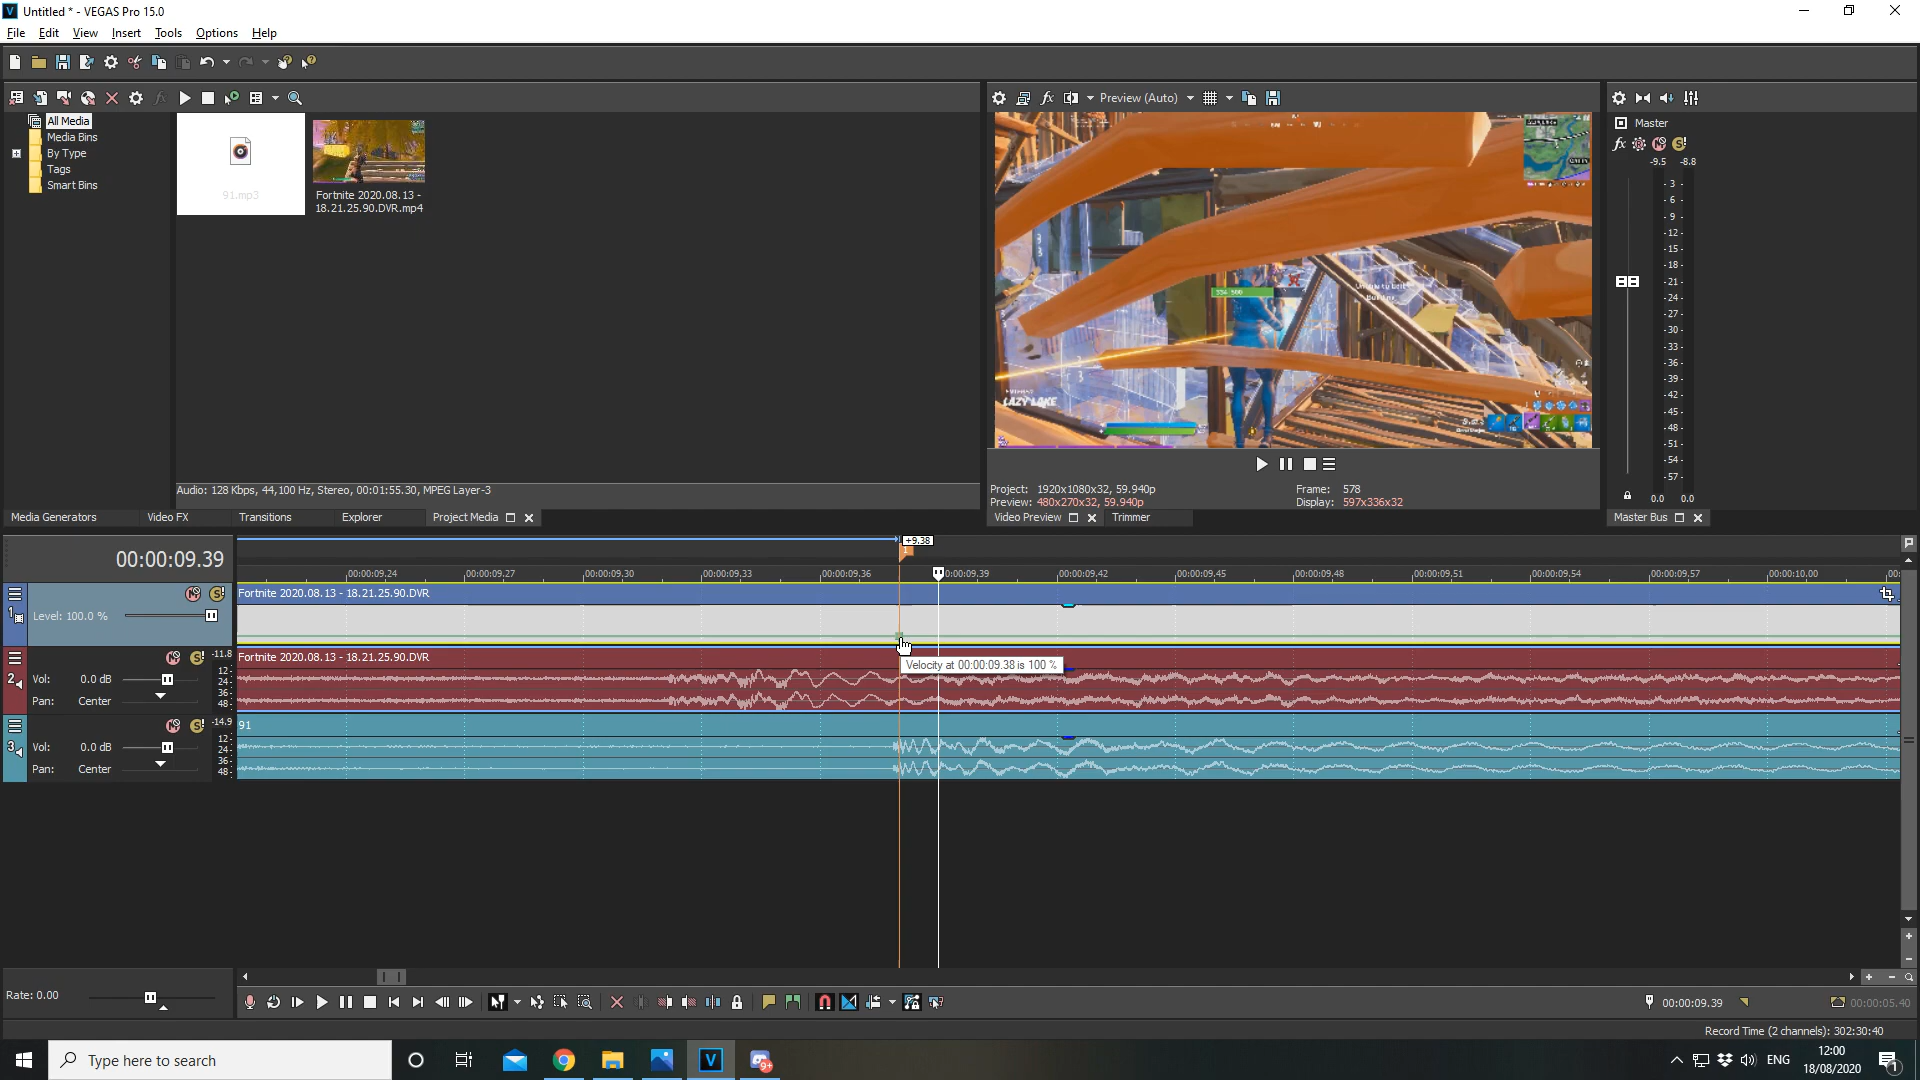 Untitled * - VEGAS Pro 15.0
File Edit View Insert Tools Options Help
Preview (Auto)
All Media
Media Bins
By Type
Tags
Smart Bins
91.mp3
Fortnite 2020.08.13 -
18.21.25.90.DVR.mp4
LAZY LAKE
Master
-9.5 -8.8
- 3 -
- 6 -
- 9 -
- 12 -
- 15 -
- 18 -
- 21 -
- 24 -
- 27 -
- 30 -
- 33 -
- 36 -
- 39 -
- 42 -
- 45 -
- 48 -
- 51 -
- 54 -
- 57 -
0.0 0.0
Audio: 128 Kbps, 44,100 Hz, Stereo, 00:01:55.30, MPEG Layer-3
Project: 1920x1080x32, 59.940p Frame: 578
Preview: 480x270x32, 59.940p Display: 597x336x32
Media Generators Video FX Transitions Explorer Project Media
Video Preview Trimmer
Master Bus
00:00:09.39
+9.38
1
00:00:09.24 00:00:09.27 00:00:09.30 00:00:09.33 00:00:09.36 00:00:09.39 00:00:09.42 00:00:09.45 00:00:09.48 00:00:09.51 00:00:09.54 00:00:09.57 00:00:10.00 00:
1 Level: 100.0 %
Fortnite 2020.08.13 - 18.21.25.90.DVR
Velocity at 00:00:09.38 is 100 %
-11.8
Fortnite 2020.08.13 - 18.21.25.90.DVR
2 Vol: 0.0 dB
Pan: Center
12-
24-
36-
48-
-14.9
91
3 Vol: 0.0 dB
Pan: Center
12-
24-
36-
48-
Rate: 0.00
00:00:09.39
00:00:05.40
Record Time (2 channels): 302:30:40
Type here to search
9+
ENG
12:00
18/08/2020
1